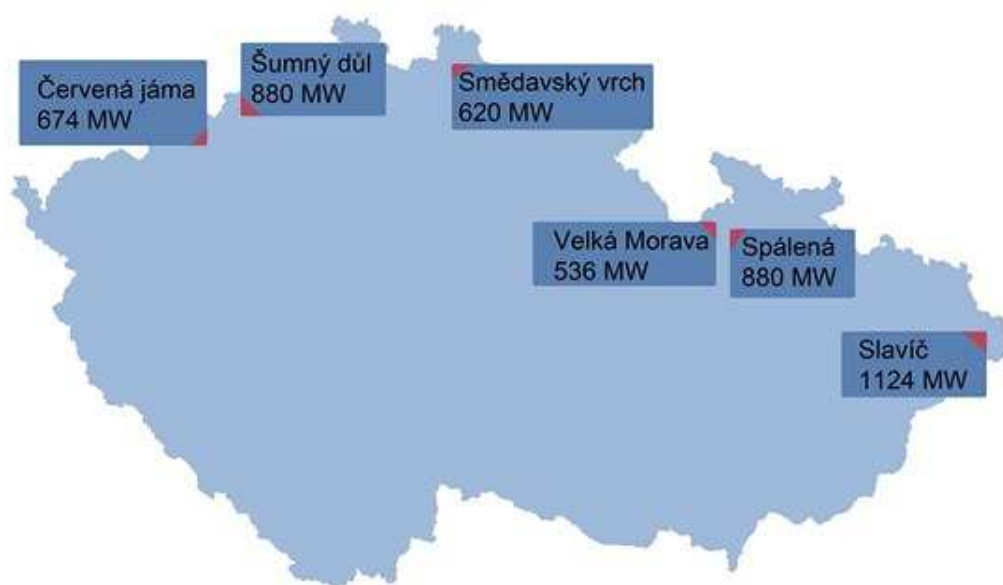 Červená jáma
674 MW
Šumný důl
880 MW
Smědavský vrch
620 MW
Velká Morava
536 MW
Spálená
880 MW
Slavíč
1124 MW